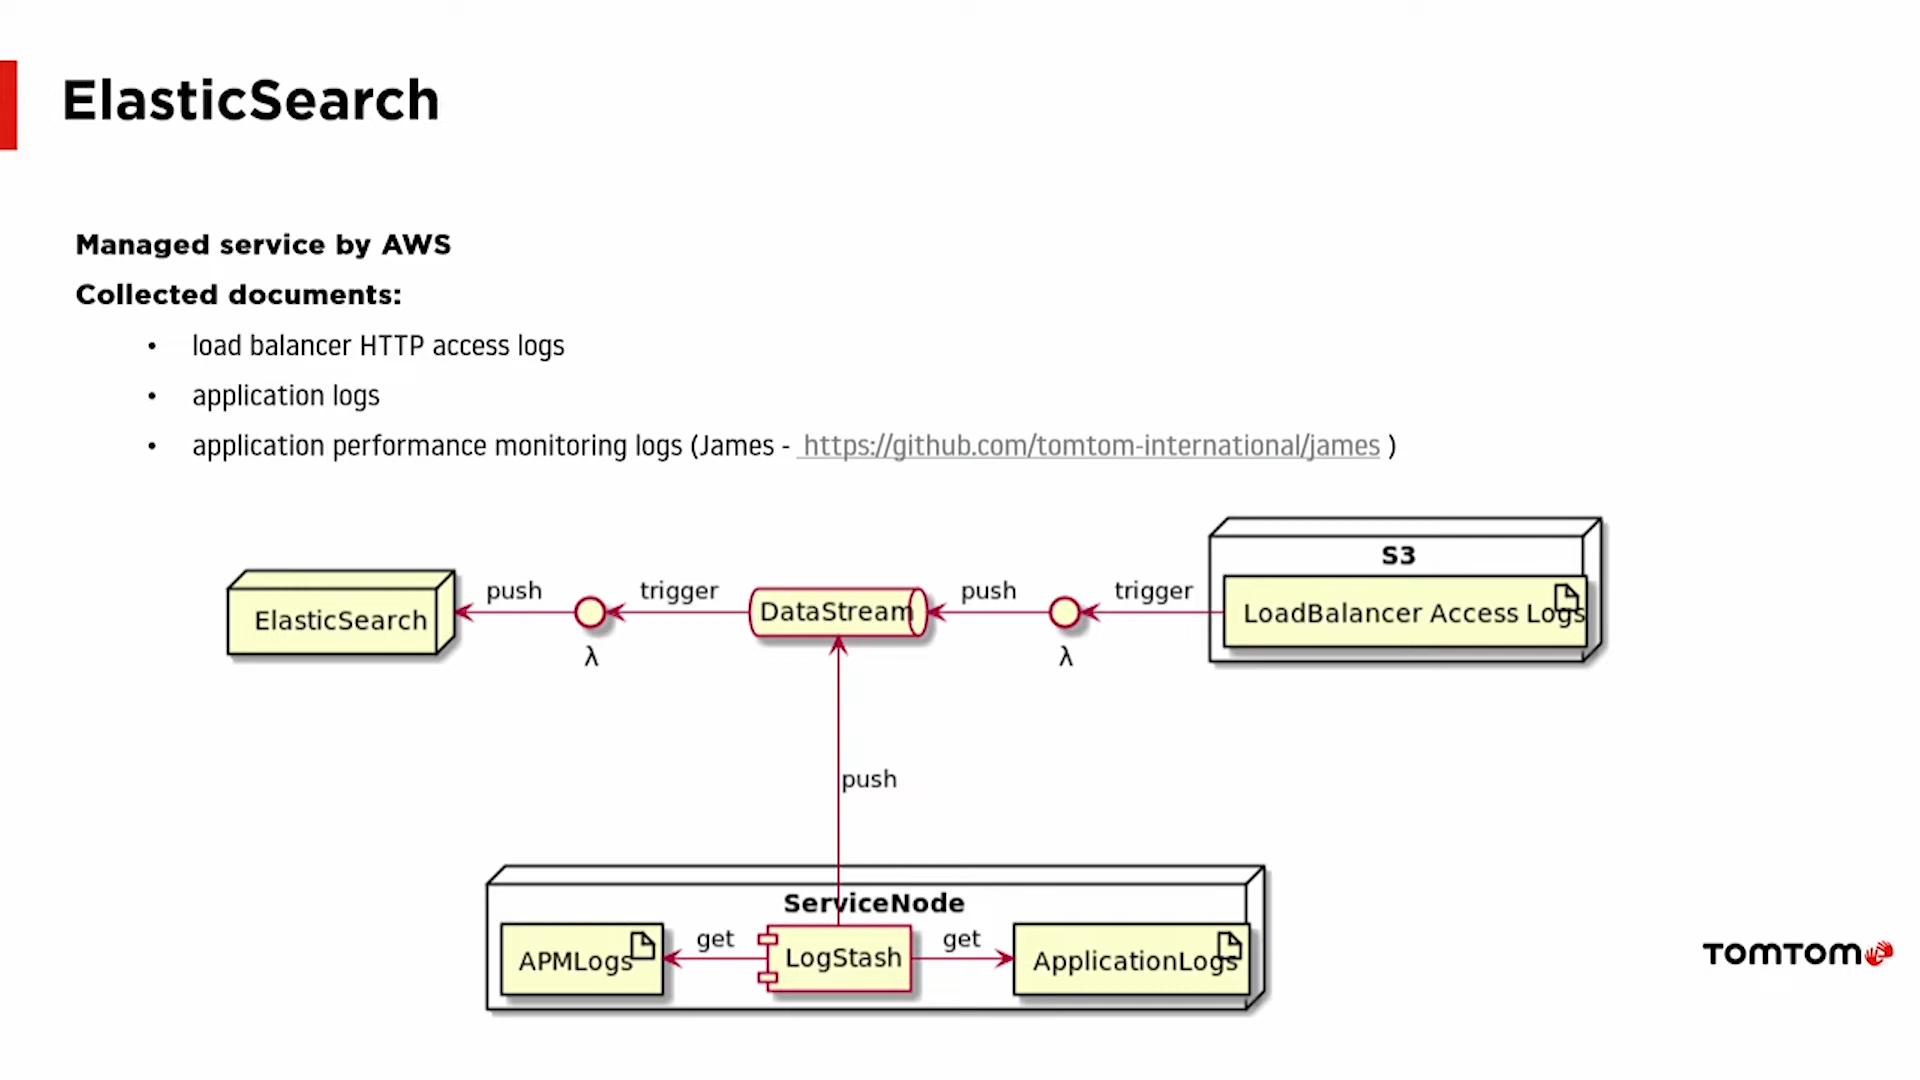 ElasticSearch
Managed service by AWS
Collected documents:
• load balancer HTTP access logs
• application logs
• application performance monitoring logs (James - https://github.com/tomtom-international/james )
S3
push
trigger
push
trigger
ElasticSearch
DataStream
LoadBalancer Access Logs
λ
λ
push
ServiceNode
get
get
APMLogs
LogStash
ApplicationLogs
TOMTOM